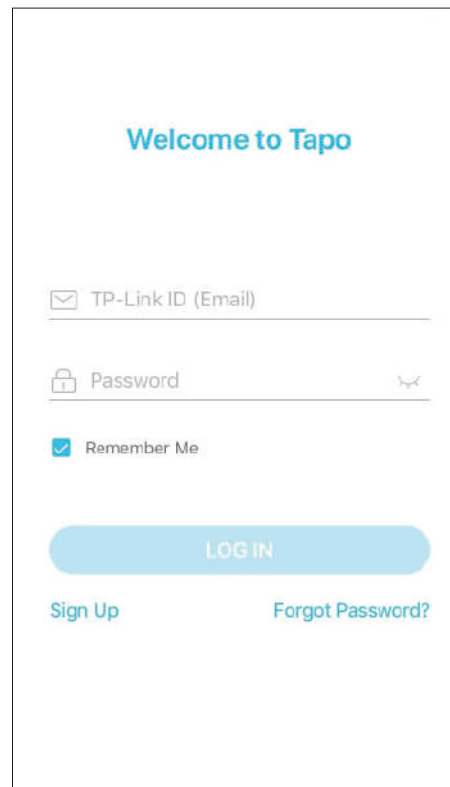 Welcome to Tapo
TP-Link ID (Email)
Password
Remember Me
LOG IN
Sign Up Forgot Password?